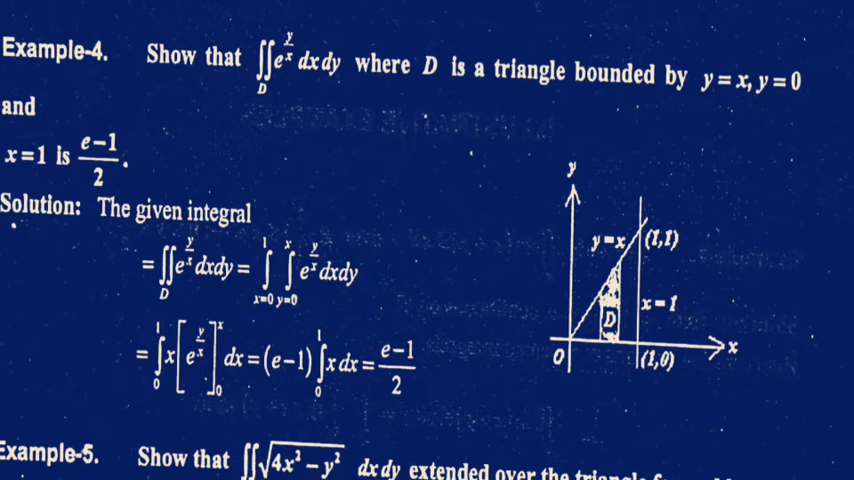 Example-4. Show that ∬_D e^{y/x} dx dy where D is a triangle bounded by y = x, y = 0
and
x = 1 is (e−1)/2.
Solution: The given integral
= ∬_D e^{y/x} dxdy = ∫_{x=0}^{1} ∫_{y=0}^{x} e^{y/x} dxdy
= ∫_0^1 x [e^{y/x}]_0^x dx = (e−1) ∫_0^1 x dx = (e−1)/2
y
y = x
(1,1)
x = 1
D
O
(1,0)
x
Example-5. Show that ∬ √(4x² − y²) dx dy extended over the triangle